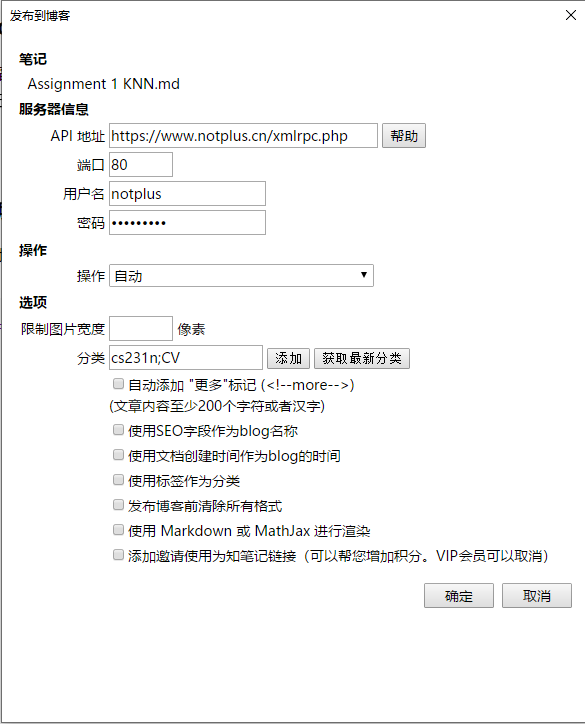 发布到博客
笔记
Assignment 1 KNN.md
服务器信息
API 地址 https://www.notplus.cn/xmlrpc.php 帮助
端口 80
用户名 notplus
密码 •••••••••
操作
操作 自动
选项
限制图片宽度 像素
分类 cs231n;CV 添加 获取最新分类
自动添加 "更多"标记 (<!--more-->)
(文章内容至少200个字符或者汉字)
使用SEO字段作为blog名称
使用文档创建时间作为blog的时间
使用标签作为分类
发布博客前清除所有格式
使用 Markdown 或 MathJax 进行渲染
添加邀请使用为知笔记链接（可以帮您增加积分。VIP会员可以取消）
确定 取消